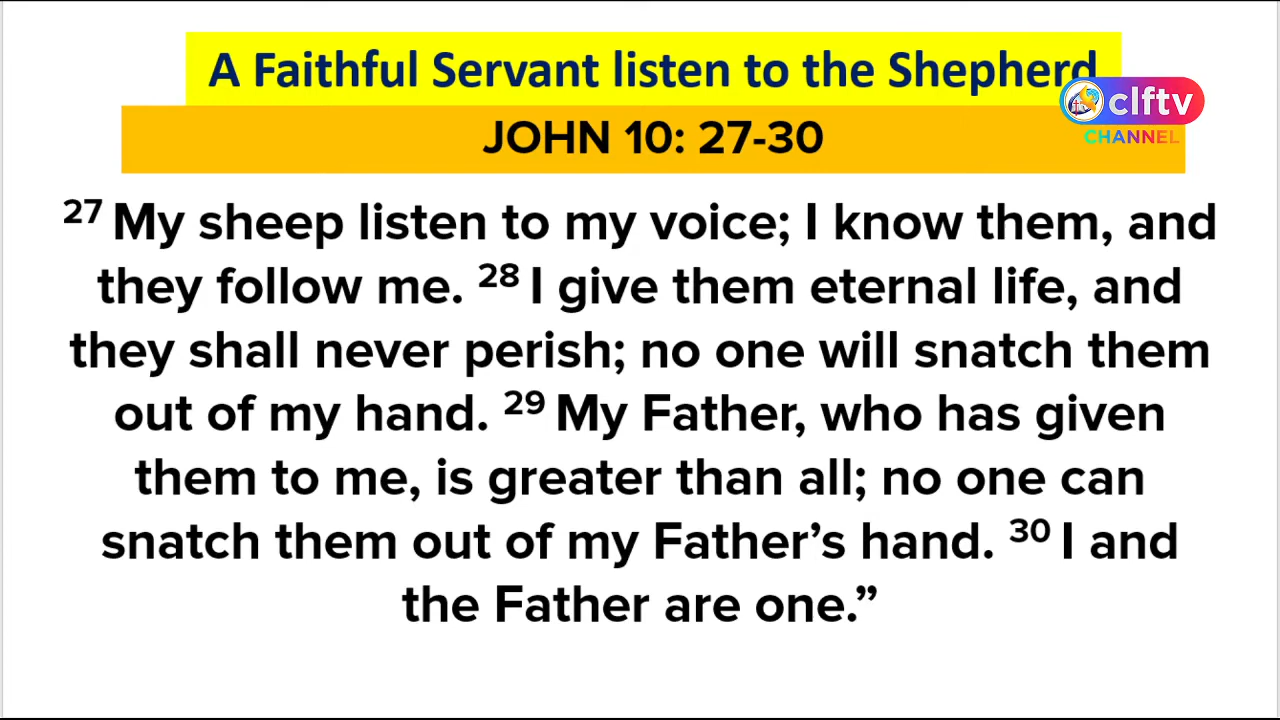 A Faithful Servant listen to the Shepherd
clftv
CHANNEL
JOHN 10: 27-30
27 My sheep listen to my voice; I know them, and
they follow me. 28 I give them eternal life, and
they shall never perish; no one will snatch them
out of my hand. 29 My Father, who has given
them to me, is greater than all; no one can
snatch them out of my Father’s hand. 30 I and
the Father are one.”